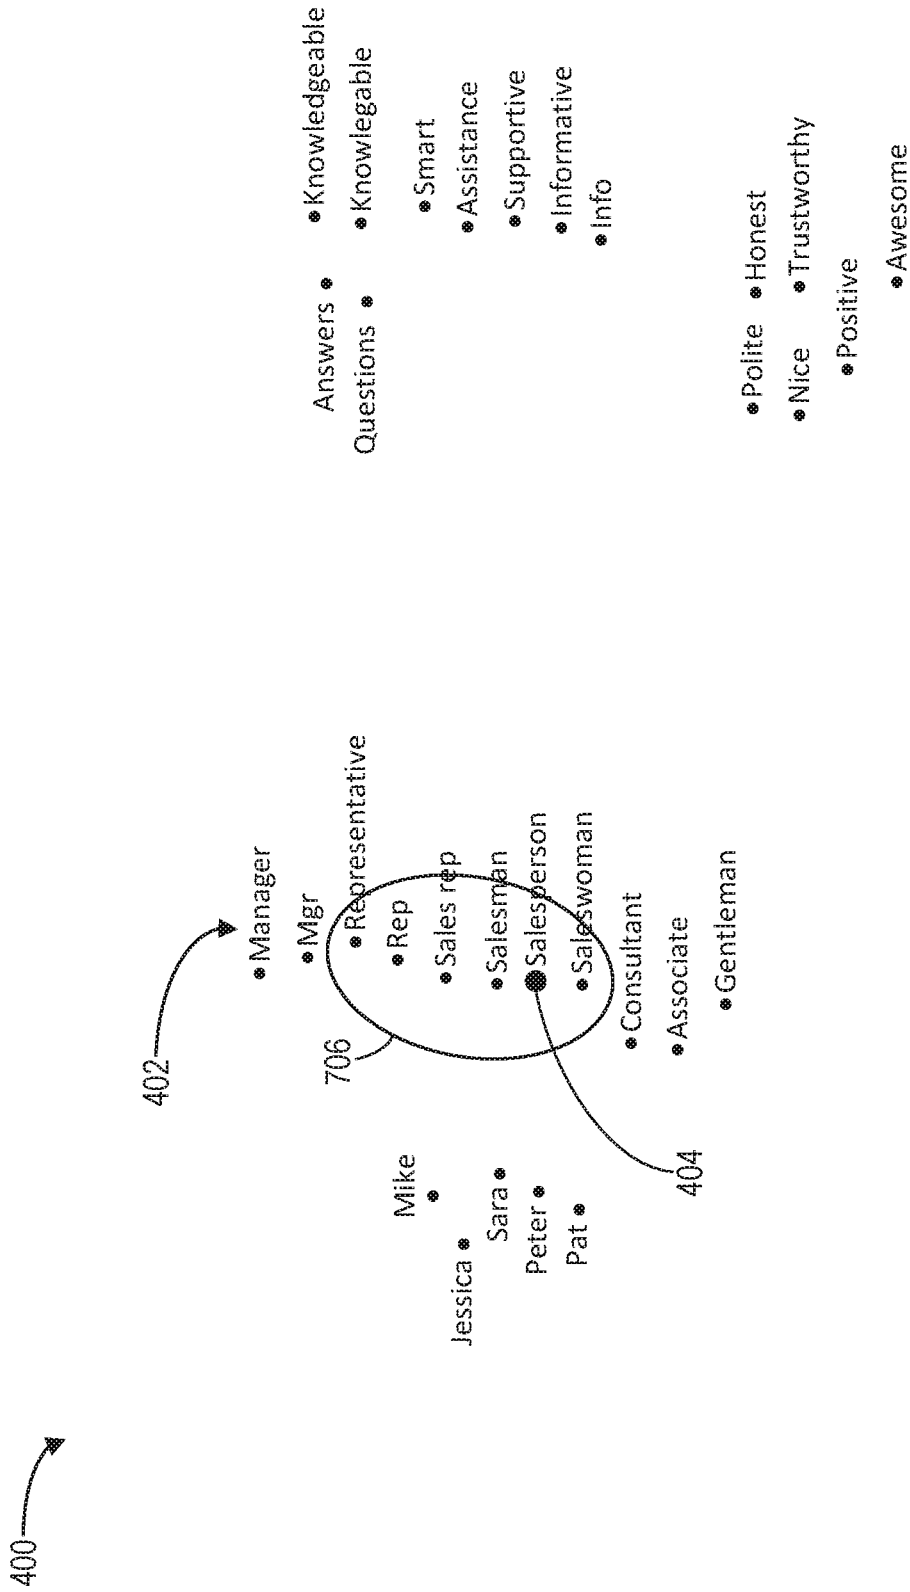 400
402
Manager
Mgr
Representative
Rep
Sales rep
Salesman
Salesperson
Saleswoman
Consultant
Associate
Gentleman
706
404
Mike
Jessica
Sara
Peter
Pat
Knowledgeable
Knowlegable
Answers
Questions
Smart
Assistance
Supportive
Informative
Info
Polite
Honest
Nice
Trustworthy
Positive
Awesome